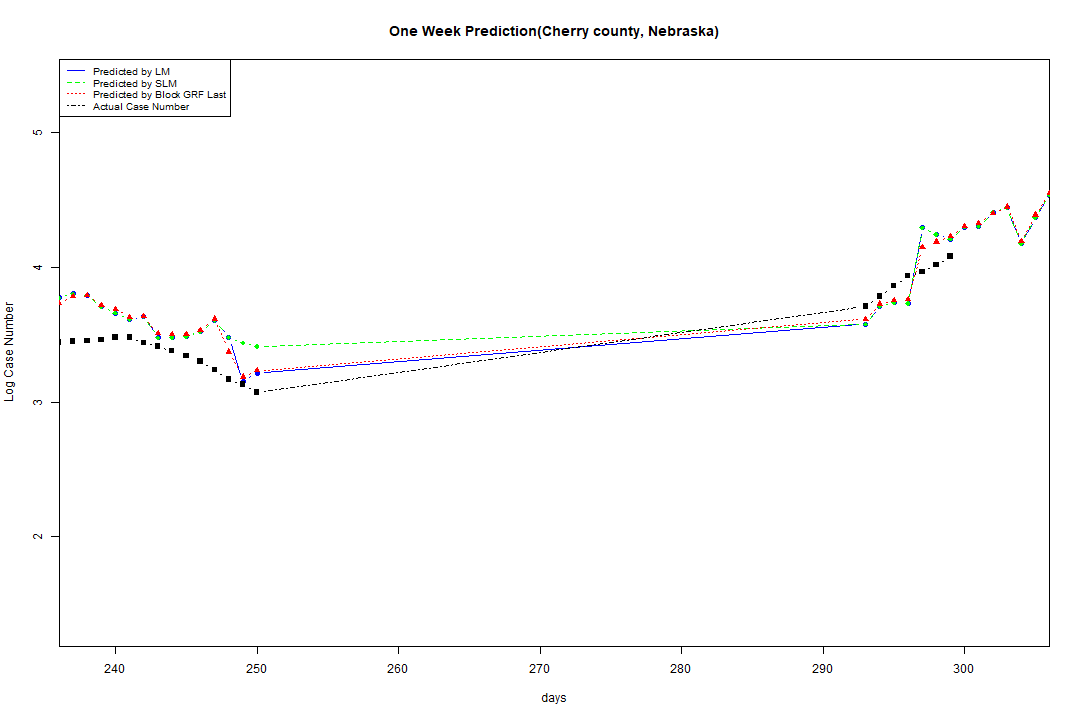 One Week Prediction(Cherry county, Nebraska)
Predicted by LM
Predicted by SLM
Predicted by Block GRF Last
Actual Case Number
5
4
3
2
Log Case Number
240 250 260 270 280 290 300
days